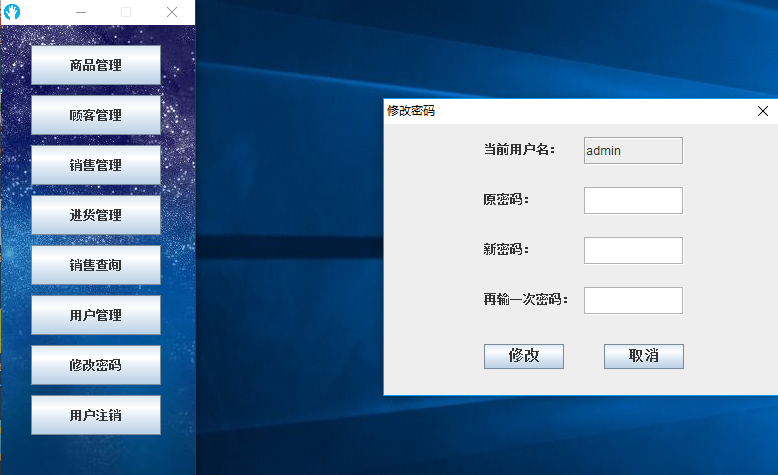 商品管理
顾客管理
销售管理
进货管理
销售查询
用户管理
修改密码
用户注销
修改密码
当前用户名：
admin
原密码：
新密码：
再输一次密码：
修改
取消